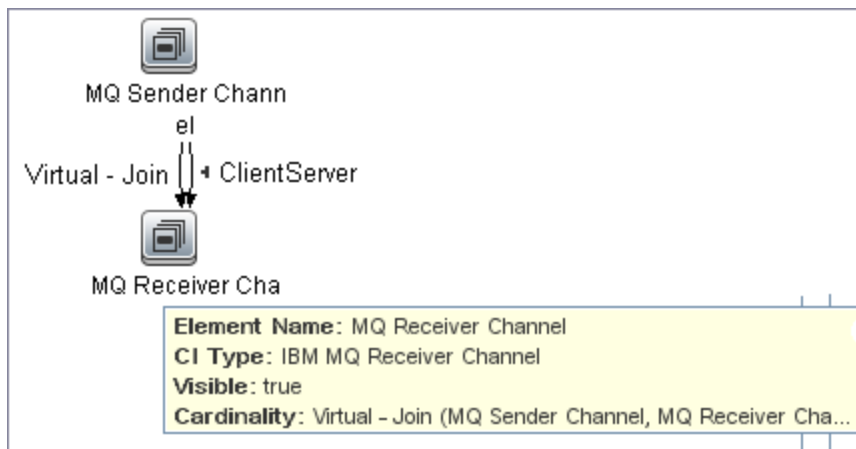 MQ Sender Chann
el
Virtual - Join ClientServer
MQ Receiver Cha
Element Name: MQ Receiver Channel
CI Type: IBM MQ Receiver Channel
Visible: true
Cardinality: Virtual - Join (MQ Sender Channel, MQ Receiver Cha...